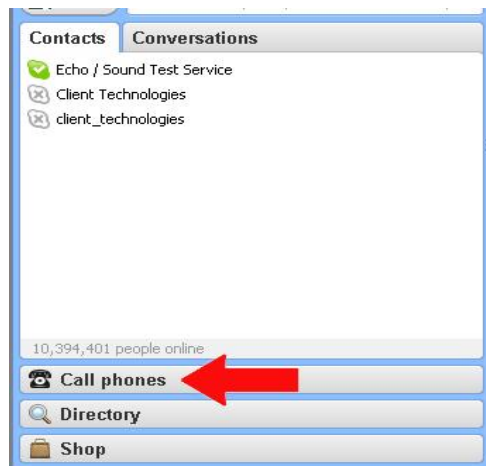 Contacts Conversations
Echo / Sound Test Service
Client Technologies
client_technologies
10,394,401 people online
Call phones
Directory
Shop